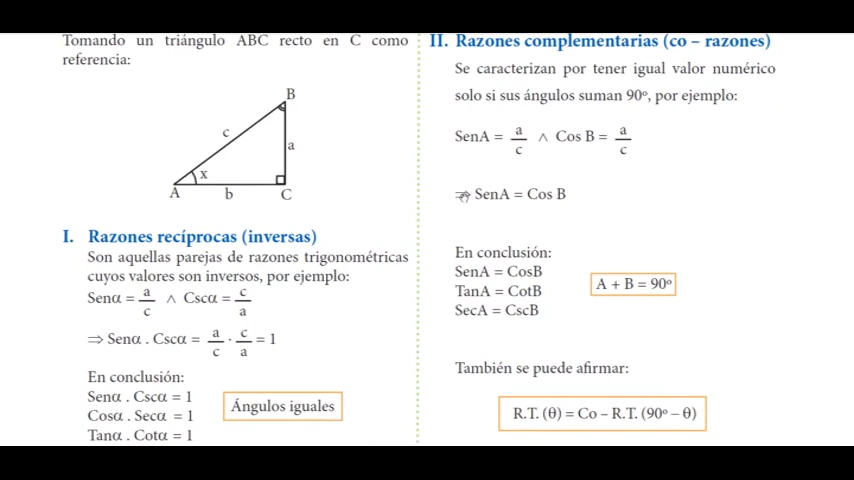 Tomando un triángulo ABC recto en C como
referencia:
B
c
a
x
A
b
C
I. Razones recíprocas (inversas)
Son aquellas parejas de razones trigonométricas
cuyos valores son inversos, por ejemplo:
Senα = a/c ∧ Cscα = c/a
⇒ Senα . Cscα = a/c · c/a = 1
En conclusión:
Senα . Cscα = 1
Cosα . Secα = 1
Tanα . Cotα = 1
Ángulos iguales
II. Razones complementarias (co – razones)
Se caracterizan por tener igual valor numérico
solo si sus ángulos suman 90º, por ejemplo:
SenA = a/c ∧ Cos B = a/c
⇒ SenA = Cos B
En conclusión:
SenA = CosB
TanA = CotB
SecA = CscB
A + B = 90º
También se puede afirmar:
R.T. (θ) = Co – R.T. (90º – θ)